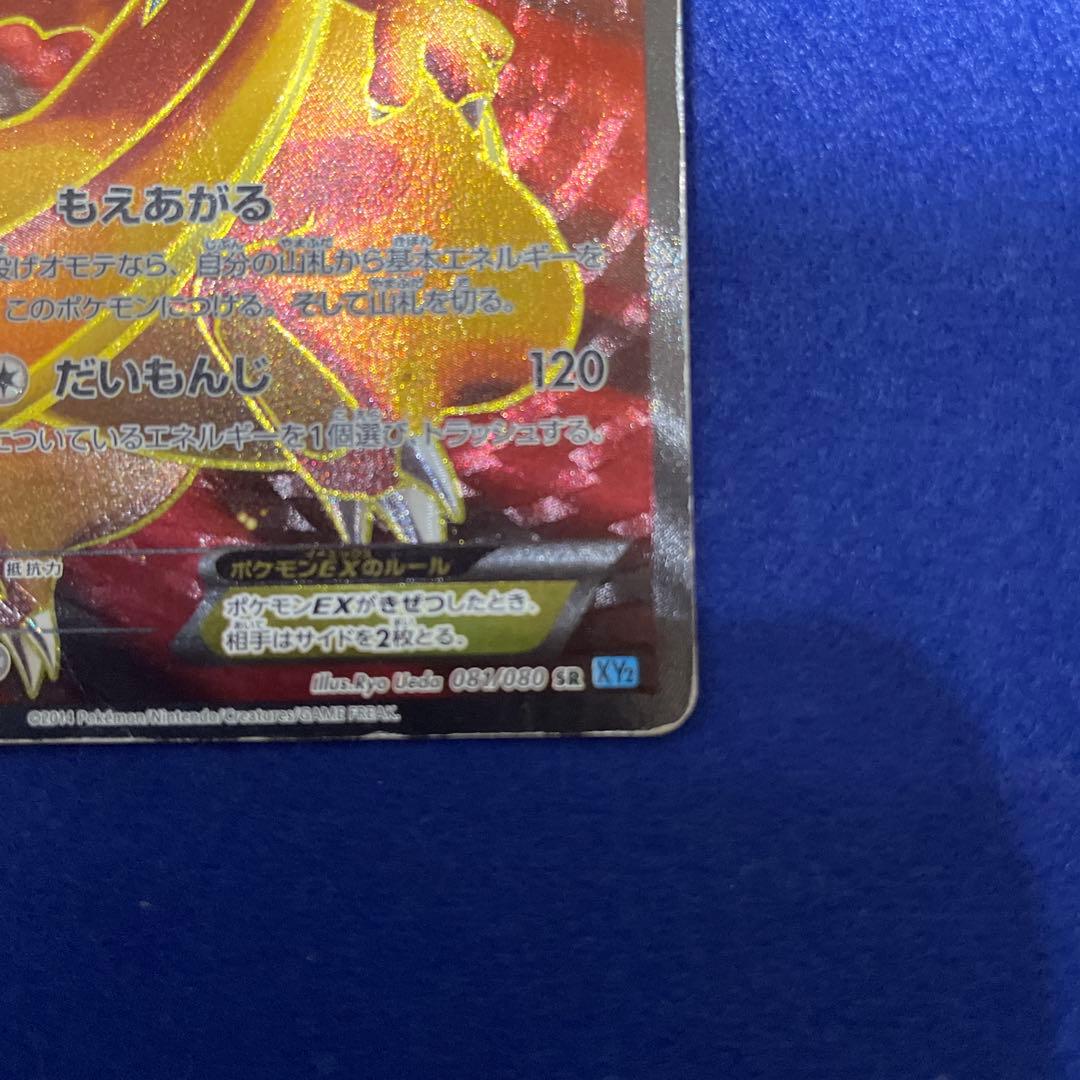 もえあがる
投げオモテなら、自分の山札から基本エネルギーを
このポケモンにつける。そして山札を切る。
だいもんじ 120
についているエネルギーを1個選び、トラッシュする。
抵抗力
ポケモンEXのルール
ポケモンEXがきぜつしたとき、
相手はサイドを2枚とる。
Illus.Ryo Ueda 081/080 SR XY2
©2014 Pokémon/Nintendo/Creatures/GAME FREAK.